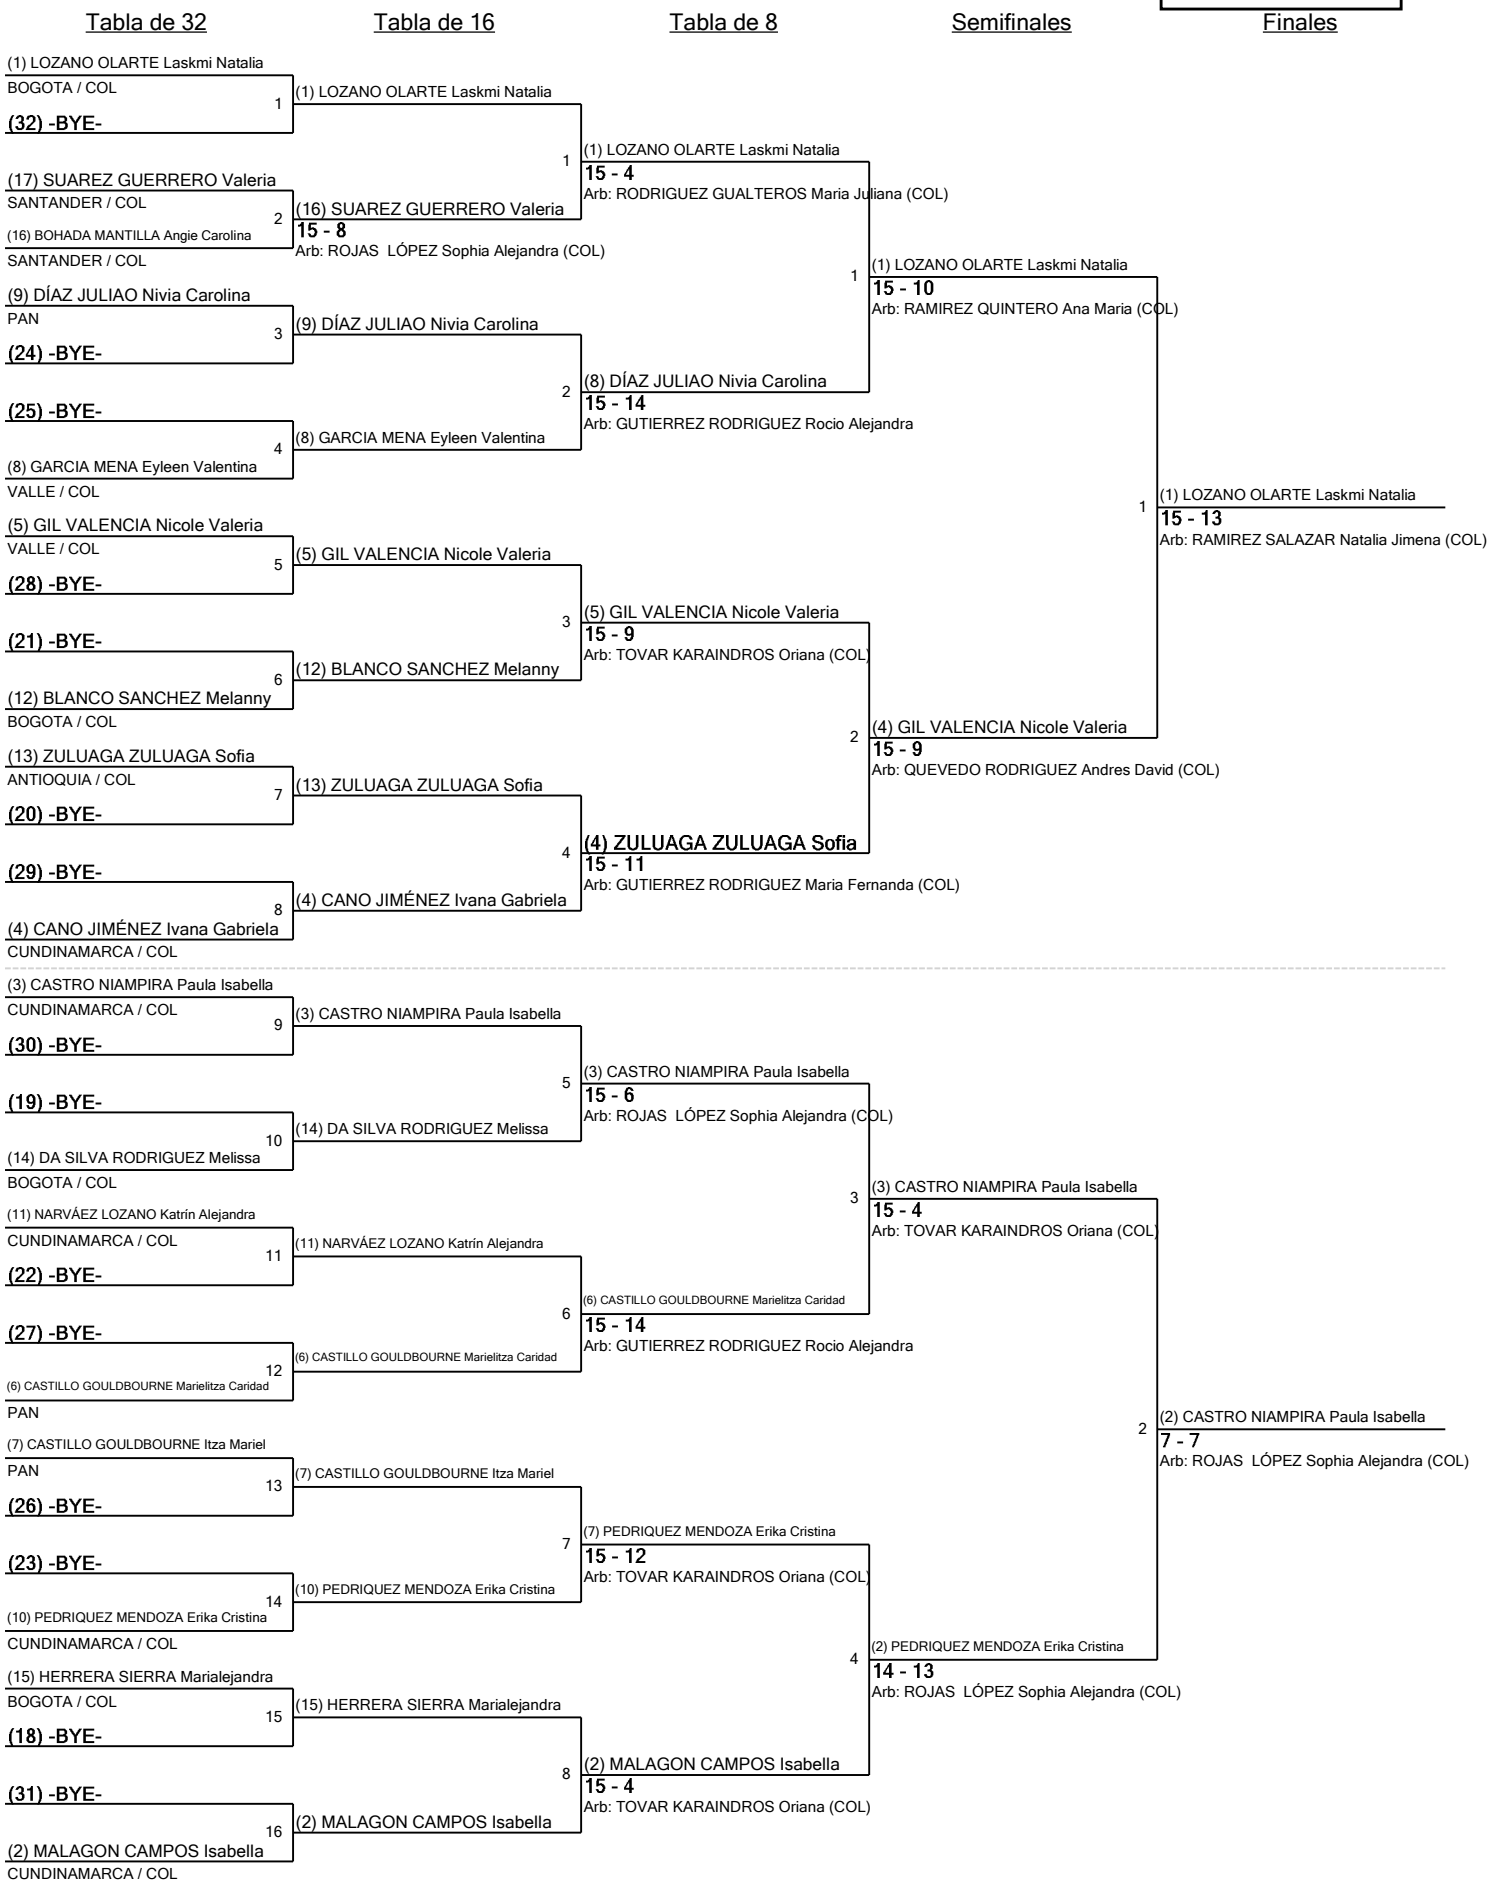 Tabla de 32
Tabla de 16
Tabla de 8
Semifinales
Finales
(1) LOZANO OLARTE Laskmi Natalia
BOGOTA / COL
1
(32) -BYE-
(17) SUAREZ GUERRERO Valeria
SANTANDER / COL
2
(16) BOHADA MANTILLA Angie Carolina
SANTANDER / COL
(9) DÍAZ JULIAO Nivia Carolina
PAN
3
(24) -BYE-
(25) -BYE-
4
(8) GARCIA MENA Eyleen Valentina
VALLE / COL
(5) GIL VALENCIA Nicole Valeria
VALLE / COL
5
(28) -BYE-
(21) -BYE-
6
(12) BLANCO SANCHEZ Melanny
BOGOTA / COL
(13) ZULUAGA ZULUAGA Sofia
ANTIOQUIA / COL
7
(20) -BYE-
(29) -BYE-
8
(4) CANO JIMÉNEZ Ivana Gabriela
CUNDINAMARCA / COL
(3) CASTRO NIAMPIRA Paula Isabella
CUNDINAMARCA / COL
9
(30) -BYE-
(19) -BYE-
10
(14) DA SILVA RODRIGUEZ Melissa
BOGOTA / COL
(11) NARVÁEZ LOZANO Katrín Alejandra
CUNDINAMARCA / COL
11
(22) -BYE-
(27) -BYE-
12
(6) CASTILLO GOULDBOURNE Marielitza Caridad
PAN
(7) CASTILLO GOULDBOURNE Itza Mariel
PAN
13
(26) -BYE-
(23) -BYE-
14
(10) PEDRIQUEZ MENDOZA Erika Cristina
CUNDINAMARCA / COL
(15) HERRERA SIERRA Marialejandra
BOGOTA / COL
15
(18) -BYE-
(31) -BYE-
16
(2) MALAGON CAMPOS Isabella
CUNDINAMARCA / COL
(1) LOZANO OLARTE Laskmi Natalia
1
(16) SUAREZ GUERRERO Valeria
15 - 8
Arb: ROJAS  LÓPEZ Sophia Alejandra (COL)
(9) DÍAZ JULIAO Nivia Carolina
2
(8) GARCIA MENA Eyleen Valentina
(5) GIL VALENCIA Nicole Valeria
3
(12) BLANCO SANCHEZ Melanny
(13) ZULUAGA ZULUAGA Sofia
4
(4) CANO JIMÉNEZ Ivana Gabriela
(3) CASTRO NIAMPIRA Paula Isabella
5
(14) DA SILVA RODRIGUEZ Melissa
(11) NARVÁEZ LOZANO Katrín Alejandra
6
(6) CASTILLO GOULDBOURNE Marielitza Caridad
(7) CASTILLO GOULDBOURNE Itza Mariel
7
(10) PEDRIQUEZ MENDOZA Erika Cristina
(15) HERRERA SIERRA Marialejandra
8
(2) MALAGON CAMPOS Isabella
(1) LOZANO OLARTE Laskmi Natalia
15 - 4
Arb: RODRIGUEZ GUALTEROS Maria Juliana (COL)
1
(8) DÍAZ JULIAO Nivia Carolina
15 - 14
Arb: GUTIERREZ RODRIGUEZ Rocio Alejandra
(5) GIL VALENCIA Nicole Valeria
15 - 9
Arb: TOVAR KARAINDROS Oriana (COL)
2
(4) ZULUAGA ZULUAGA Sofia
15 - 11
Arb: GUTIERREZ RODRIGUEZ Maria Fernanda (COL)
(3) CASTRO NIAMPIRA Paula Isabella
15 - 6
Arb: ROJAS  LÓPEZ Sophia Alejandra (COL)
3
(6) CASTILLO GOULDBOURNE Marielitza Caridad
15 - 14
Arb: GUTIERREZ RODRIGUEZ Rocio Alejandra
(7) PEDRIQUEZ MENDOZA Erika Cristina
15 - 12
Arb: TOVAR KARAINDROS Oriana (COL)
4
(2) MALAGON CAMPOS Isabella
15 - 4
Arb: TOVAR KARAINDROS Oriana (COL)
(1) LOZANO OLARTE Laskmi Natalia
15 - 10
Arb: RAMIREZ QUINTERO Ana Maria (COL)
1
(4) GIL VALENCIA Nicole Valeria
15 - 9
Arb: QUEVEDO RODRIGUEZ Andres David (COL)
(3) CASTRO NIAMPIRA Paula Isabella
15 - 4
Arb: TOVAR KARAINDROS Oriana (COL)
2
(2) PEDRIQUEZ MENDOZA Erika Cristina
14 - 13
Arb: ROJAS  LÓPEZ Sophia Alejandra (COL)
(1) LOZANO OLARTE Laskmi Natalia
15 - 13
Arb: RAMIREZ SALAZAR Natalia Jimena (COL)
(2) CASTRO NIAMPIRA Paula Isabella
7 - 7
Arb: ROJAS  LÓPEZ Sophia Alejandra (COL)